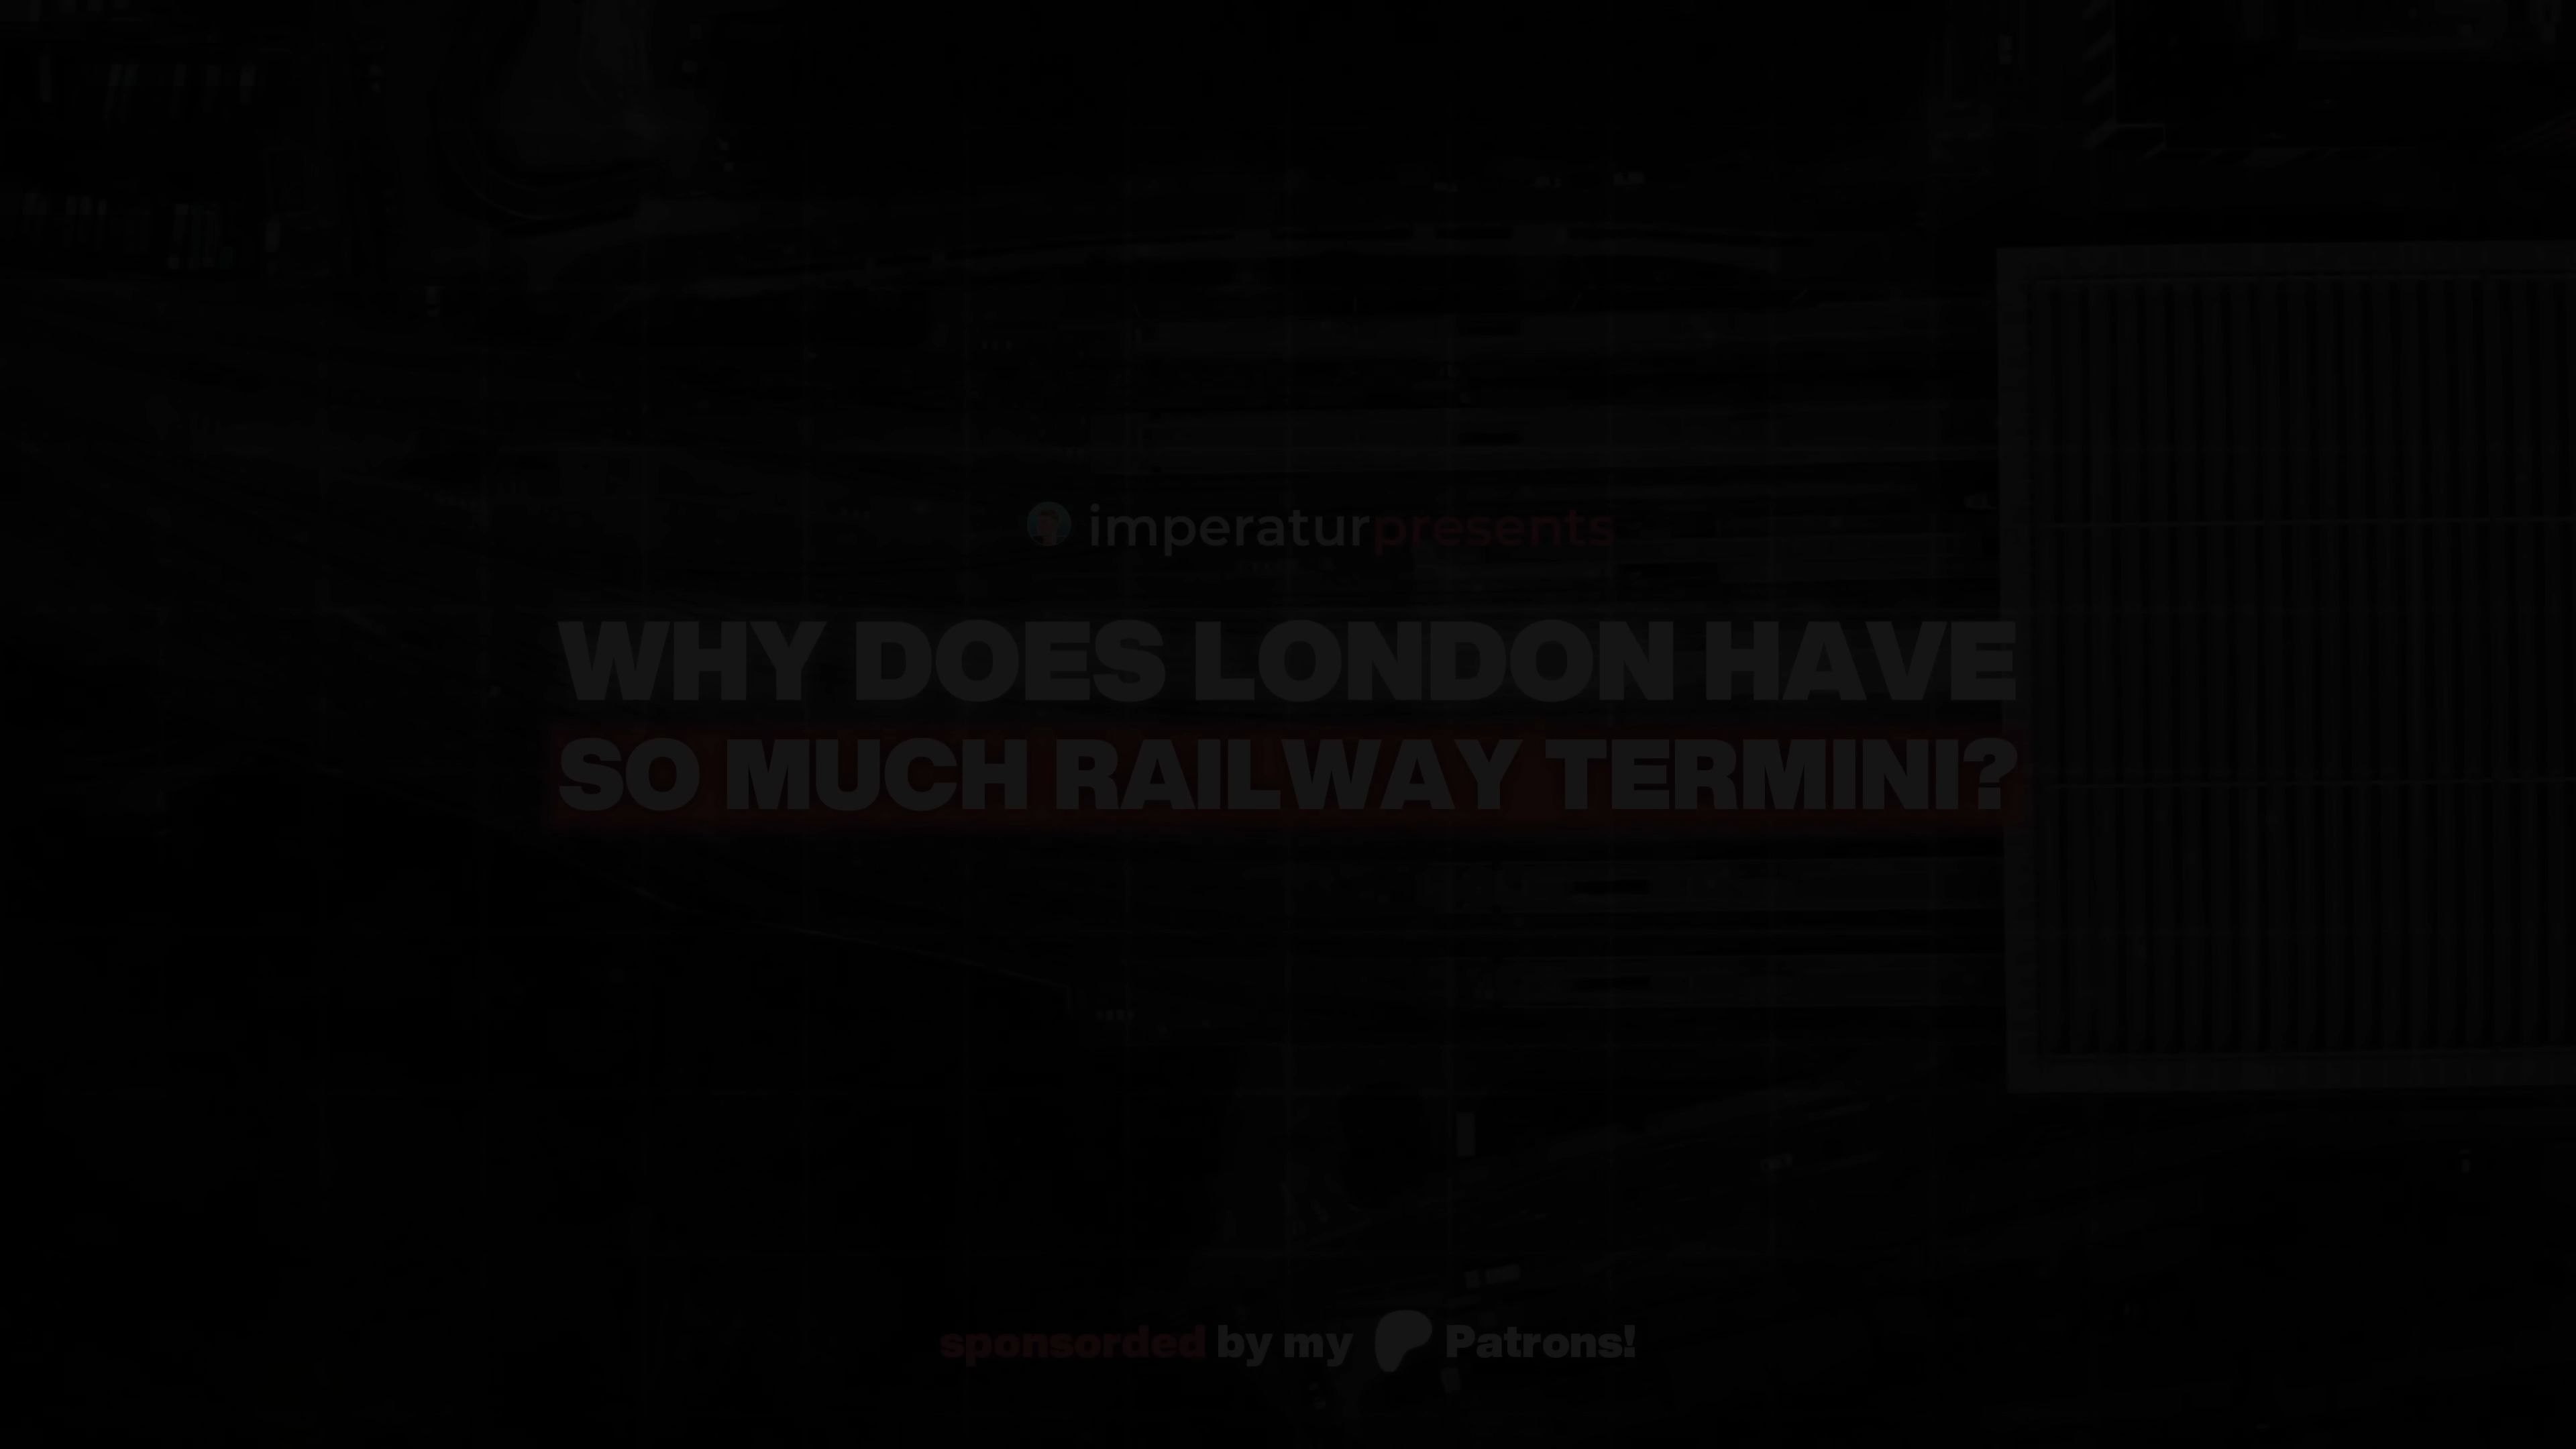 imperaturpresents
WHY DOES LONDON HAVE
SO MUCH RAILWAY TERMINI?
sponsorded by my Patrons!